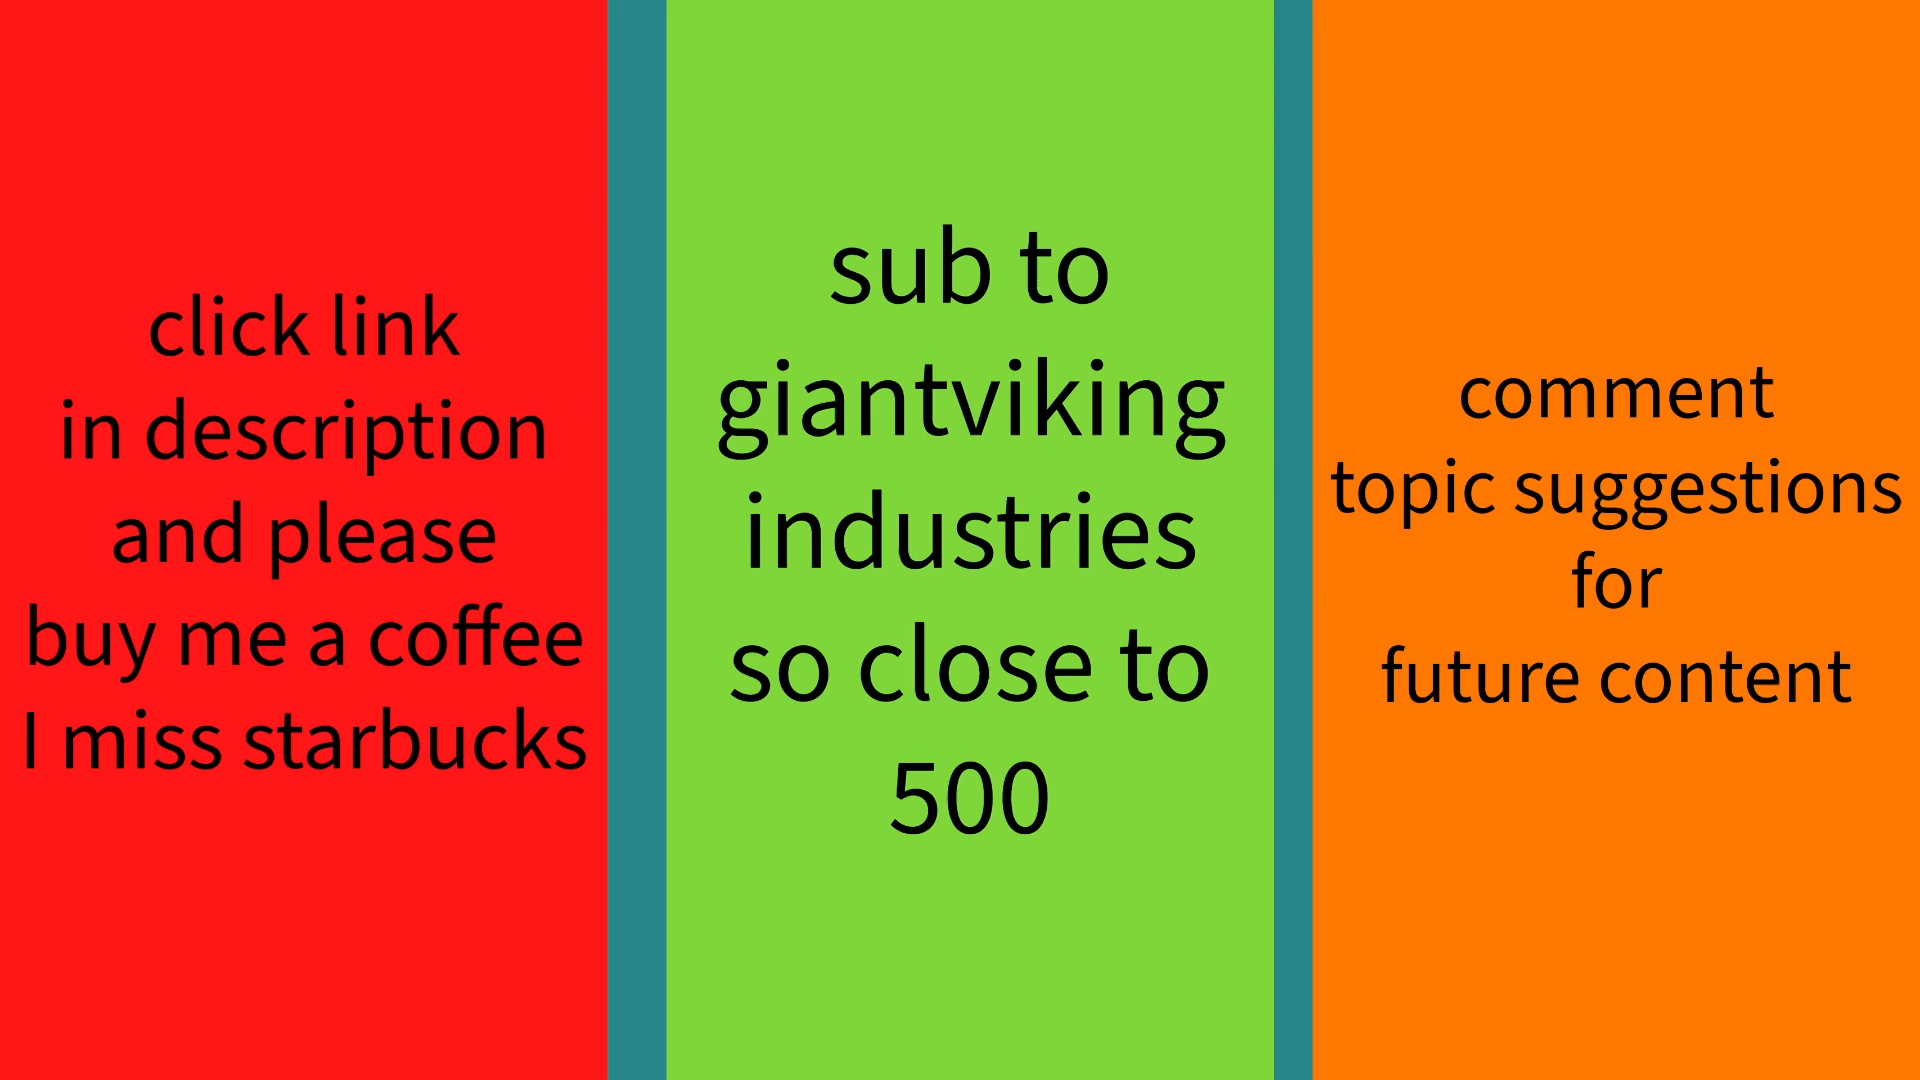 click link
in description
and please
buy me a coffee
I miss starbucks
sub to
giantviking
industries
so close to
500
comment
topic suggestions
for
future content